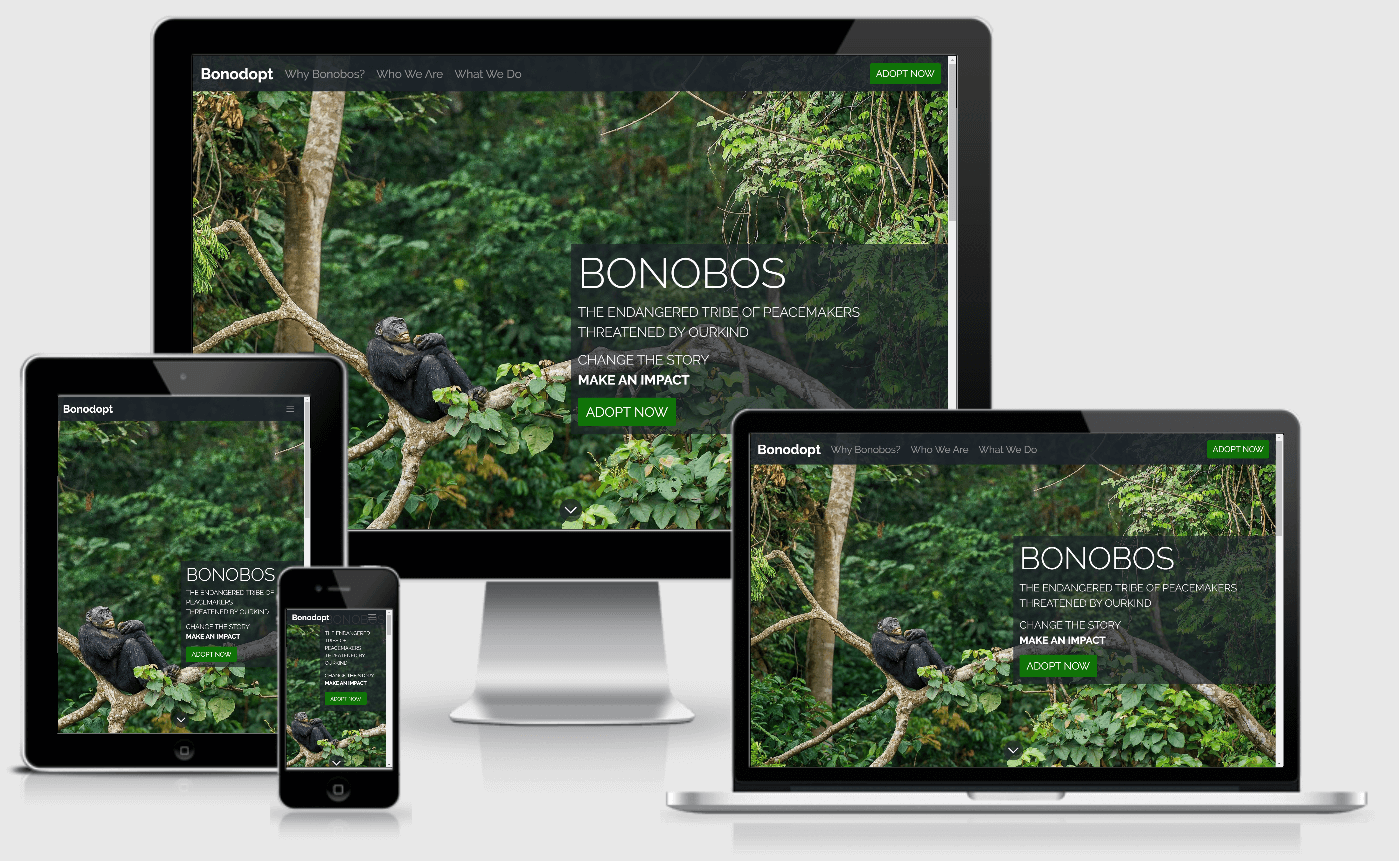 Bonodopt Why Bonobos? Who We Are What We Do ADOPT NOW
BONOBOS
THE ENDANGERED TRIBE OF PEACEMAKERS
THREATENED BY OURKIND
CHANGE THE STORY
MAKE AN IMPACT
ADOPT NOW
Bonodopt
BONOBOS
THE ENDANGERED TRIBE OF
PEACEMAKERS
THREATENED BY OURKIND
CHANGE THE STORY
MAKE AN IMPACT
ADOPT NOW
Bonodopt
BONOBOS
THE ENDANGERED
TRIBE OF
PEACEMAKERS
THREATENED BY
OURKIND
CHANGE THE STORY
MAKE AN IMPACT
ADOPT NOW
Bonodopt Why Bonobos? Who We Are What We Do ADOPT NOW
BONOBOS
THE ENDANGERED TRIBE OF PEACEMAKERS
THREATENED BY OURKIND
CHANGE THE STORY
MAKE AN IMPACT
ADOPT NOW